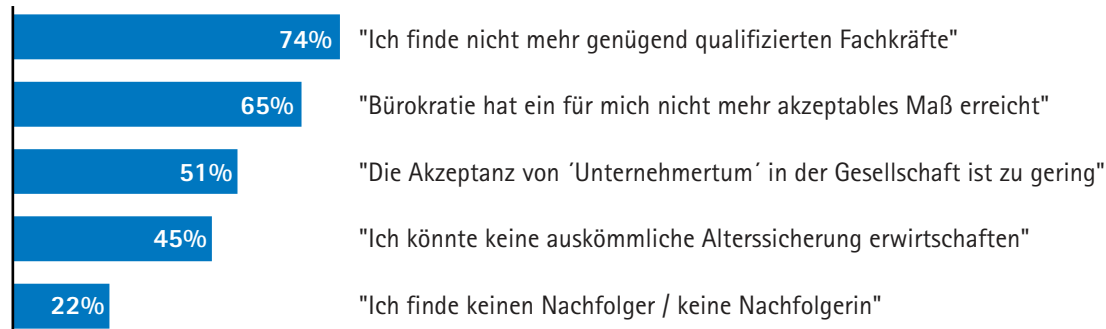 74% "Ich finde nicht mehr genügend qualifizierten Fachkräfte"
65% "Bürokratie hat ein für mich nicht mehr akzeptables Maß erreicht"
51% "Die Akzeptanz von ´Unternehmertum´ in der Gesellschaft ist zu gering"
45% "Ich könnte keine auskömmliche Alterssicherung erwirtschaften"
22% "Ich finde keinen Nachfolger / keine Nachfolgerin"